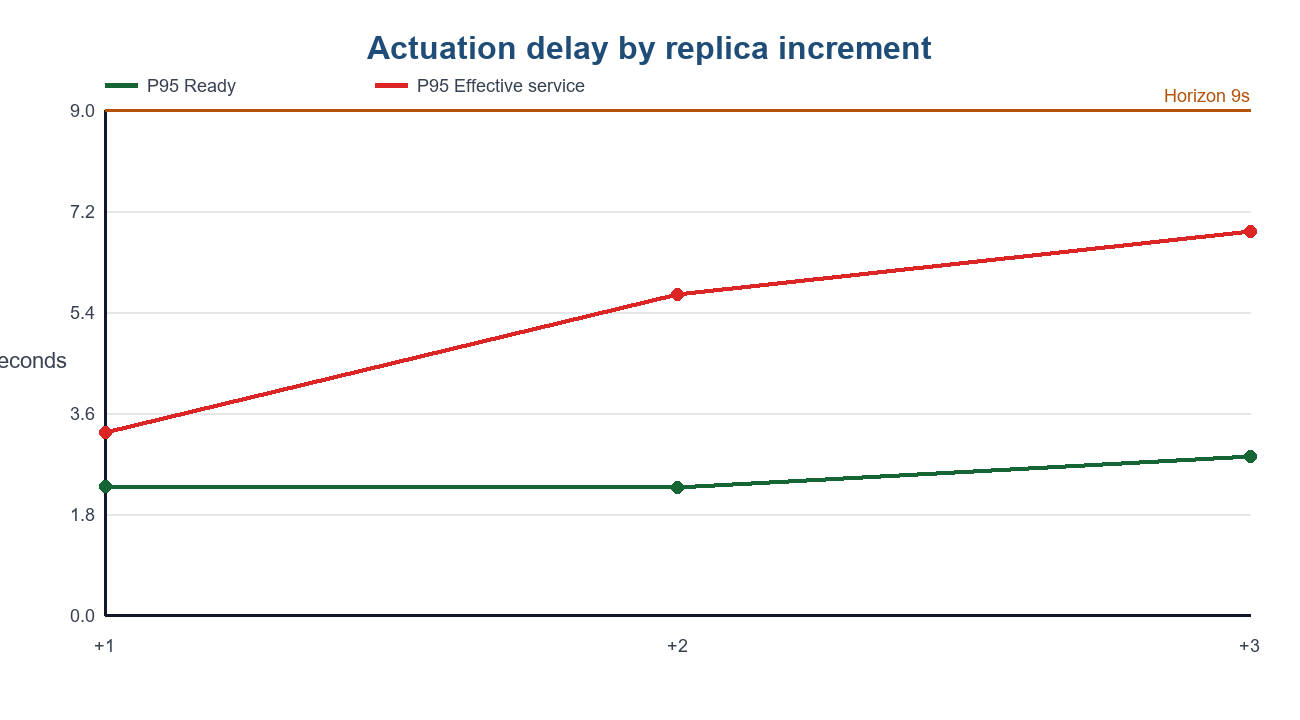 Actuation delay by replica increment
P95 Ready
P95 Effective service
Horizon 9s
9.0
7.2
5.4
econds
3.6
1.8
0.0
+1
+2
+3